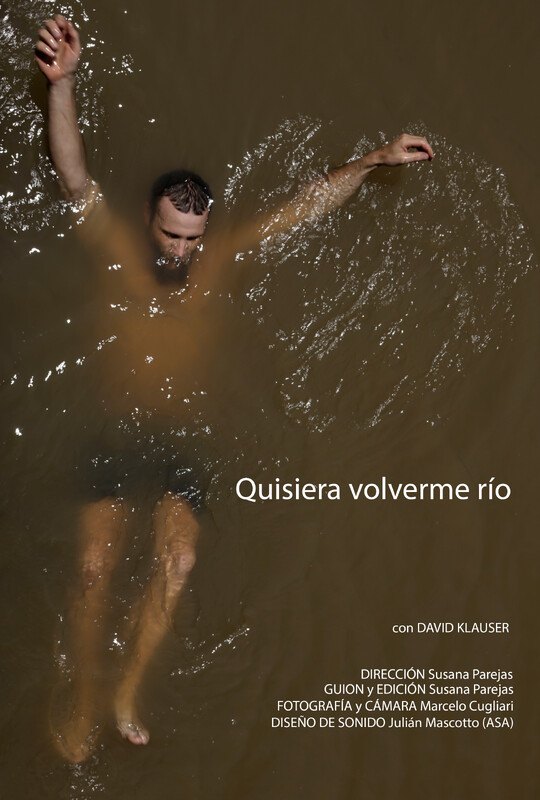 Quisiera volverme río
con DAVID KLAUSER
DIRECCIÓN Susana Parejas
GUION y EDICIÓN Susana Parejas
FOTOGRAFÍA y CÁMARA Marcelo Cugliari
DISEÑO DE SONIDO Julián Mascotto (ASA)